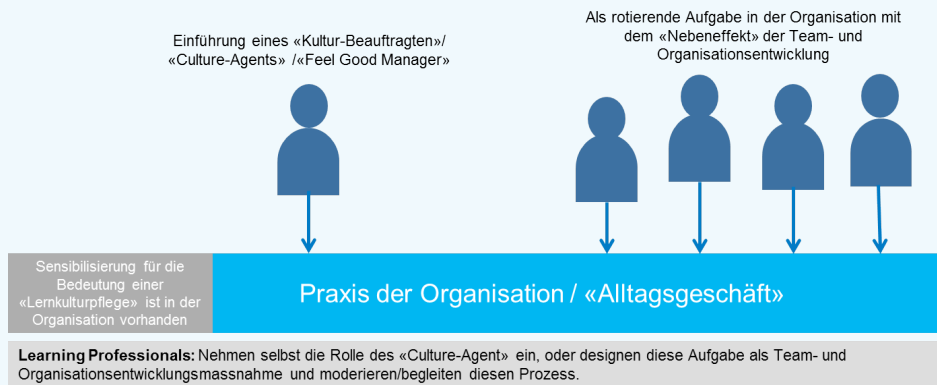 Einführung eines «Kultur-Beauftragten»/
«Culture-Agents» /«Feel Good Manager»
Als rotierende Aufgabe in der Organisation mit
dem «Nebeneffekt» der Team- und
Organisationsentwicklung
Sensibilisierung für die
Bedeutung einer
«Lernkulturpflege» ist in der
Organisation vorhanden
Praxis der Organisation / «Alltagsgeschäft»
Learning Professionals: Nehmen selbst die Rolle des «Culture-Agent» ein, oder designen diese Aufgabe als Team- und
Organisationsentwicklungsmassnahme und moderieren/begleiten diesen Prozess.